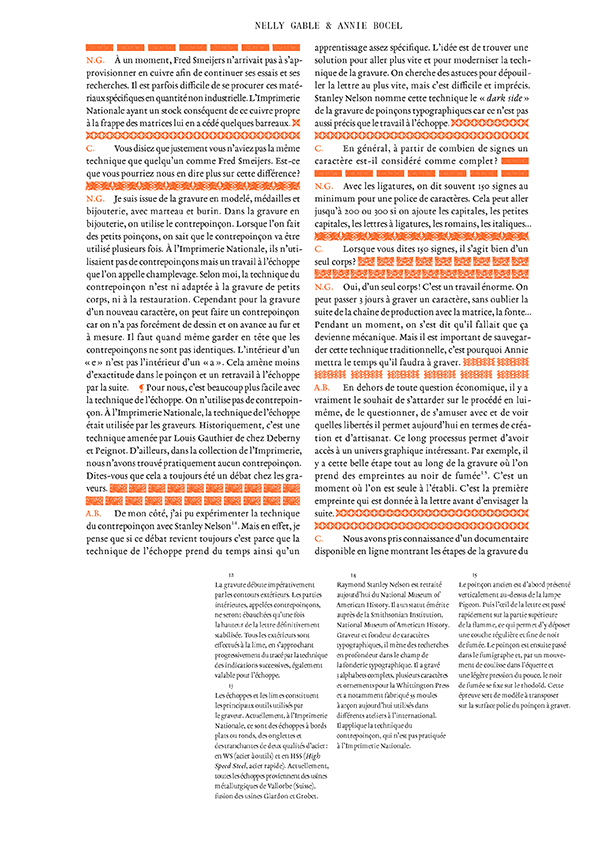 NELLY GABLE & ANNIE BOCEL
N.G. À un moment, Fred Smeijers n'arrivait pas à s'ap-
provisionner en cuivre afin de continuer ses essais et ses
recherches. Il est parfois difficile de se procurer ces maté-
riaux spécifiques en quantité non industrielle. L'Imprimerie
Nationale ayant un stock conséquent de ce cuivre propre
à la frappe des matrices lui en a cédé quelques barreaux.
C. Vous disiez que justement vous n'aviez pas la même
technique que quelqu'un comme Fred Smeijers. Est-ce
que vous pourriez nous en dire plus sur cette différence?
N.G. Je suis issue de la gravure en modelé, médailles et
bijouterie, avec marteau et burin. Dans la gravure en
bijouterie, on utilise le contrepoinçon. Lorsque l'on fait
des petits poinçons, on sait que le contrepoinçon va être
utilisé plusieurs fois. À l'Imprimerie Nationale, ils n'uti-
lisaient pas de contrepoinçons mais un travail à l'échoppe
que l'on appelle champlevage. Selon moi, la technique du
contrepoinçon n'est ni adaptée à la gravure de petits
corps, ni à la restauration. Cependant pour la gravure
d'un nouveau caractère, on peut faire un contrepoinçon
car on n'a pas forcément de dessin et on avance au fur et
à mesure. Il faut quand même garder en tête que les
contrepoinçons ne sont pas identiques. L'intérieur d'un
« e » n'est pas l'intérieur d'un « a ». Cela amène moins
d'exactitude dans le poinçon et un retravail à l'échoppe
par la suite. ¶ Pour nous, c'est beaucoup plus facile avec
la technique de l'échoppe. On n'utilise pas de contrepoin-
çon. À l'Imprimerie Nationale, la technique de l'échoppe
était utilisée par les graveurs. Historiquement, c'est une
technique amenée par Louis Gauthier de chez Deberny
et Peignot. D'ailleurs, dans la collection de l'Imprimerie,
nous n'avons trouvé pratiquement aucun contrepoinçon.
Dites-vous que cela a toujours été un débat chez les gra-
veurs.
A.B. De mon côté, j'ai pu expérimenter la technique
du contrepoinçon avec Stanley Nelson14. Mais en effet, je
pense que si ce débat revient toujours c'est parce que la
technique de l'échoppe prend du temps ainsi qu'un
apprentissage assez spécifique. L'idée est de trouver une
solution pour aller plus vite et pour moderniser la tech-
nique de la gravure. On cherche des astuces pour dépouil-
ler la lettre au plus vite, mais c'est difficile et imprécis.
Stanley Nelson nomme cette technique le « dark side »
de la gravure de poinçons typographiques car ce n'est pas
aussi précis que le travail à l'échoppe.
C. En général, à partir de combien de signes un
caractère est-il considéré comme complet?
N.G. Avec les ligatures, on dit souvent 150 signes au
minimum pour une police de caractères. Cela peut aller
jusqu'à 200 ou 300 si on ajoute les capitales, les petites
capitales, les lettres à ligatures, les romains, les italiques...
C. Lorsque vous dites 150 signes, il s'agit bien d'un
seul corps?
N.G. Oui, d'un seul corps! C'est un travail énorme. On
peut passer 3 jours à graver un caractère, sans oublier la
suite de la chaîne de production avec la matrice, la fonte...
Pendant un moment, on s'est dit qu'il fallait que ça
devienne mécanique. Mais il est important de sauvegar-
der cette technique traditionnelle, c'est pourquoi Annie
mettra le temps qu'il faudra à graver.
A.B. En dehors de toute question économique, il y a
vraiment le souhait de s'attarder sur le procédé en lui-
même, de le questionner, de s'amuser avec et de voir
quelles libertés il permet aujourd'hui en termes de créa-
tion et d'artisanat. Ce long processus permet d'avoir
accès à un univers graphique intéressant. Par exemple, il
y a cette belle étape tout au long de la gravure où l'on
prend des empreintes au noir de fumée15. C'est un
moment où l'on est seule à l'établi. C'est la première
empreinte qui est donnée à la lettre avant d'envisager la
suite.
C. Nous avons pris connaissance d'un documentaire
disponible en ligne montrant les étapes de la gravure du
12
La gravure débute impérativement
par les contours extérieurs. Les parties
intérieures, appelées contrepoinçons,
ne seront ébauchées qu'une fois
la hauteur de la lettre définitivement
stabilisée. Tous les extérieurs sont
effectués à la lime, en s'approchant
progressivement du tracé par la technique
des indications successives, également
valable pour l'échoppe.
13
Les échoppes et les limes constituent
les principaux outils utilisés par
le graveur. Actuellement, à l'Imprimerie
Nationale, ce sont des échoppes à bords
plats ou ronds, des onglettes et
des tranchantes de deux qualités d'acier:
en WS (acier à outils) et en HSS (High
Speed Steel, acier rapide). Actuellement,
toutes les échoppes proviennent des usines
métallurgiques de Vallorbe (Suisse),
fusion des usines Glardon et Grobet.
14
Raymond Stanley Nelson est retraité
aujourd'hui du National Museum of
American History. Il a un statut émérite
auprès de la Smithsonian Institution,
National Museum of American History.
Graveur et fondeur de caractères
typographiques, il mène des recherches
en profondeur dans le champ de
la fonderie typographique. Il a gravé
3 alphabets complets, plusieurs caractères
et ornements pour la Whittington Press
et a notamment fabriqué 55 moules
à açon aujourd'hui utilisés dans
différents ateliers à l'international.
Il applique la technique du
contrepoinçon, qui n'est pas pratiquée
à l'Imprimerie Nationale.
15
Le poinçon ancien est d'abord présenté
verticalement au-dessus de la lampe
Pigeon. Puis l'œil de la lettre est passé
rapidement sur la partie supérieure
de la flamme, ce qui permet d'y déposer
une couche régulière et fine de noir
de fumée. Le poinçon est ensuite passé
dans le fumigraphe et, par un mouve-
ment de coulisse dans l'équerre et
une légère pression du pouce, le noir
de fumée se fixe sur le rhodoïd. Cette
épreuve sert de modèle à transposer
sur la surface polie du poinçon à graver.